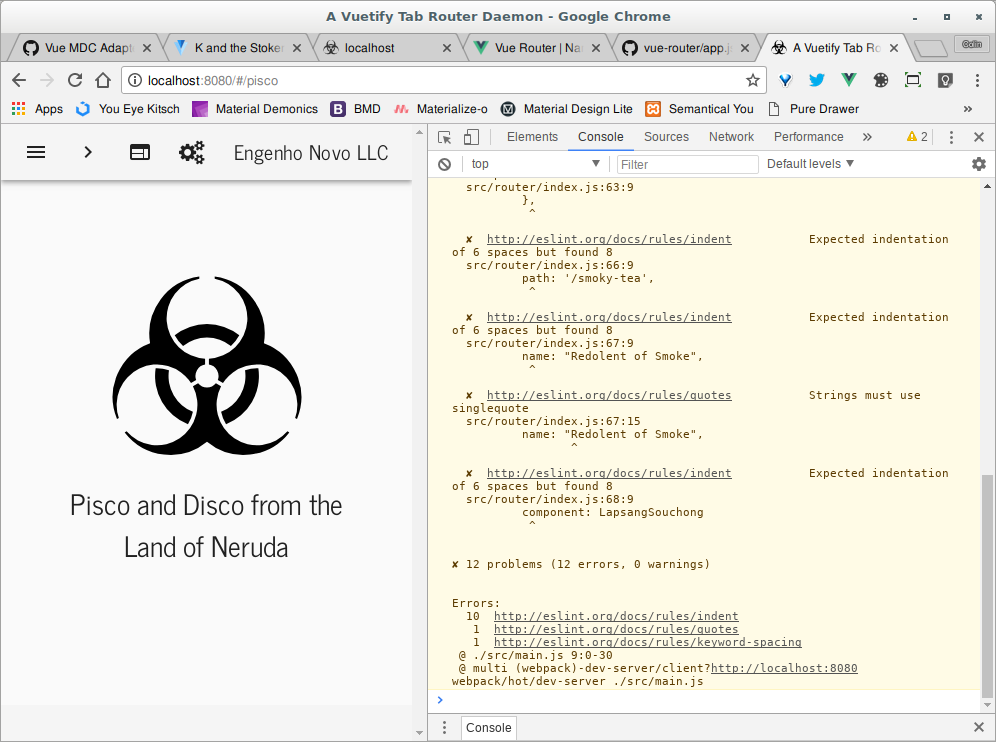 A Vuetify Tab Router Daemon - Google Chrome
Vue MDC Adapt
K and the Stoker
localhost
Vue Router | Na
vue-router/app.j
A Vuetify Tab Ro
Colin
localhost:8080/#/pisco
Apps
You Eye Kitsch
Material Demonics
BMD
Materialize-o
Material Design Lite
Semantical You
Pure Drawer
»
Engenho Novo LLC
Pisco and Disco from the
Land of Neruda
Elements Console Sources Network Performance » 2
top Filter Default levels
src/router/index.js:63:9
},
^
✘ http://eslint.org/docs/rules/indent Expected indentation
of 6 spaces but found 8
src/router/index.js:66:9
path: '/smoky-tea',
^
✘ http://eslint.org/docs/rules/indent Expected indentation
of 6 spaces but found 8
src/router/index.js:67:9
name: "Redolent of Smoke",
^
✘ http://eslint.org/docs/rules/quotes Strings must use
singlequote
src/router/index.js:67:15
name: "Redolent of Smoke",
^
✘ http://eslint.org/docs/rules/indent Expected indentation
of 6 spaces but found 8
src/router/index.js:68:9
component: LapsangSouchong
^
✘ 12 problems (12 errors, 0 warnings)
Errors:
10 http://eslint.org/docs/rules/indent
1 http://eslint.org/docs/rules/quotes
1 http://eslint.org/docs/rules/keyword-spacing
@ ./src/main.js 9:0-30
@ multi (webpack)-dev-server/client?http://localhost:8080
webpack/hot/dev-server ./src/main.js
>
Console